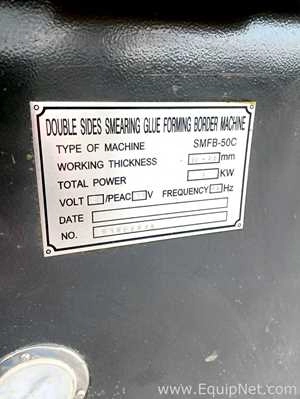 DOUBLE SIDES SMEARING GLUE FORMING BORDER MACHINE
TYPE OF MACHINE SMFB-50C
WORKING THICKNESS mm
TOTAL POWER KW
VOLT /PEAC V FREQUENCY Hz
DATE
NO.
www.EquipNet.com